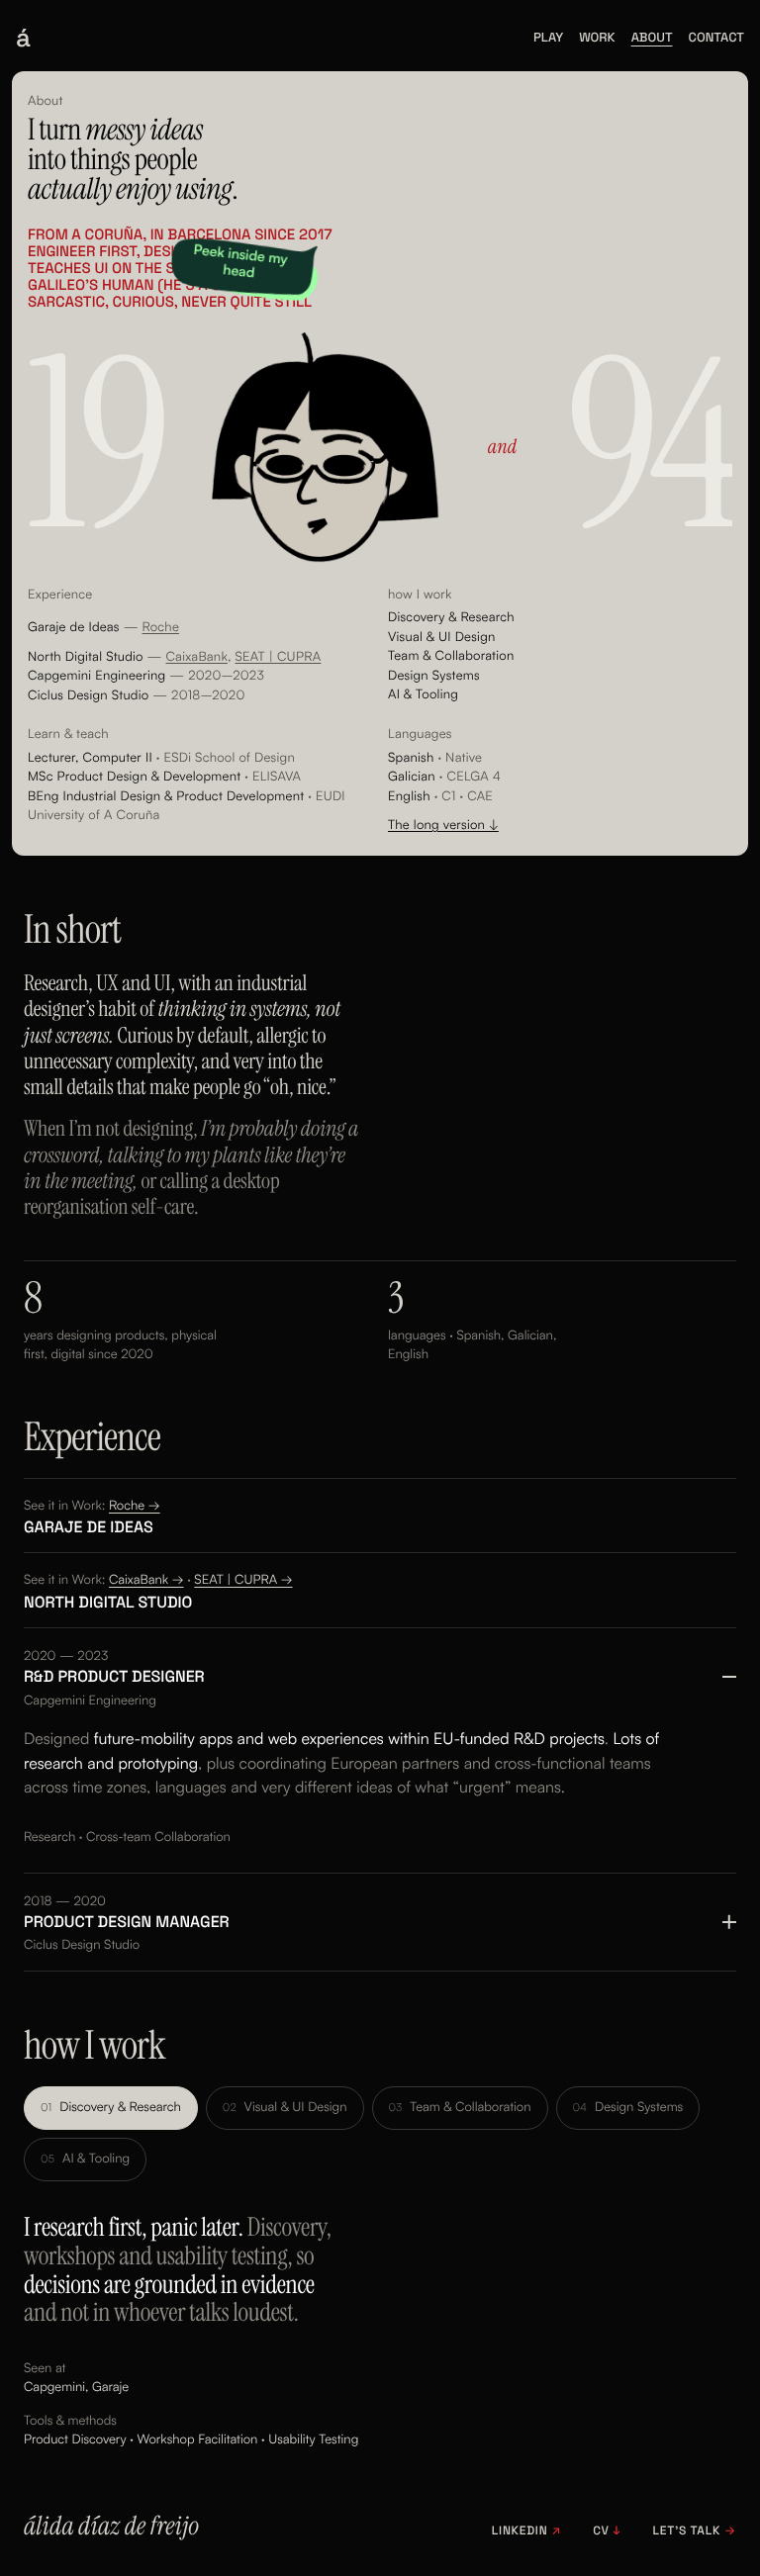 á
PLAY WORK ABOUT CONTACT
About
I turn messy ideas
into things people
actually enjoy using.
FROM A CORUÑA, IN BARCELONA SINCE 2017
ENGINEER FIRST,
TEACHES UI ON THE
GALILEO'S HUMAN
SARCASTIC, CURIOUS, NEVER QUITE STILL
Peek inside my
head
19
and
94
Experience
Garaje de Ideas — Roche
North Digital Studio — CaixaBank, SEAT | CUPRA
Capgemini Engineering — 2020—2023
Ciclus Design Studio — 2018—2020
how I work
Discovery & Research
Visual & UI Design
Team & Collaboration
Design Systems
AI & Tooling
Learn & teach
Lecturer, Computer II · ESDi School of Design
MSc Product Design & Development · ELISAVA
BEng Industrial Design & Product Development · EUDI
University of A Coruña
Languages
Spanish · Native
Galician · CELGA 4
English · C1 · CAE
The long version ↓
In short
Research, UX and UI, with an industrial
designer's habit of thinking in systems, not
just screens. Curious by default, allergic to
unnecessary complexity, and very into the
small details that make people go “oh, nice.”
When I'm not designing, I'm probably doing a
crossword, talking to my plants like they're
in the meeting, or calling a desktop
reorganisation self-care.
8
years designing products, physical
first, digital since 2020
3
languages · Spanish, Galician,
English
Experience
See it in Work: Roche →
GARAJE DE IDEAS
See it in Work: CaixaBank → · SEAT | CUPRA →
NORTH DIGITAL STUDIO
2020 — 2023
R&D PRODUCT DESIGNER
Capgemini Engineering
Designed future-mobility apps and web experiences within EU-funded R&D projects. Lots of
research and prototyping, plus coordinating European partners and cross-functional teams
across time zones, languages and very different ideas of what “urgent” means.
Research · Cross-team Collaboration
2018 — 2020
PRODUCT DESIGN MANAGER
Ciclus Design Studio
how I work
01 Discovery & Research 02 Visual & UI Design 03 Team & Collaboration 04 Design Systems
05 AI & Tooling
I research first, panic later. Discovery,
workshops and usability testing, so
decisions are grounded in evidence
and not in whoever talks loudest.
Seen at
Capgemini, Garaje
Tools & methods
Product Discovery · Workshop Facilitation · Usability Testing
álida díaz de freijo
LINKEDIN ↗ CV ↓ LET'S TALK →